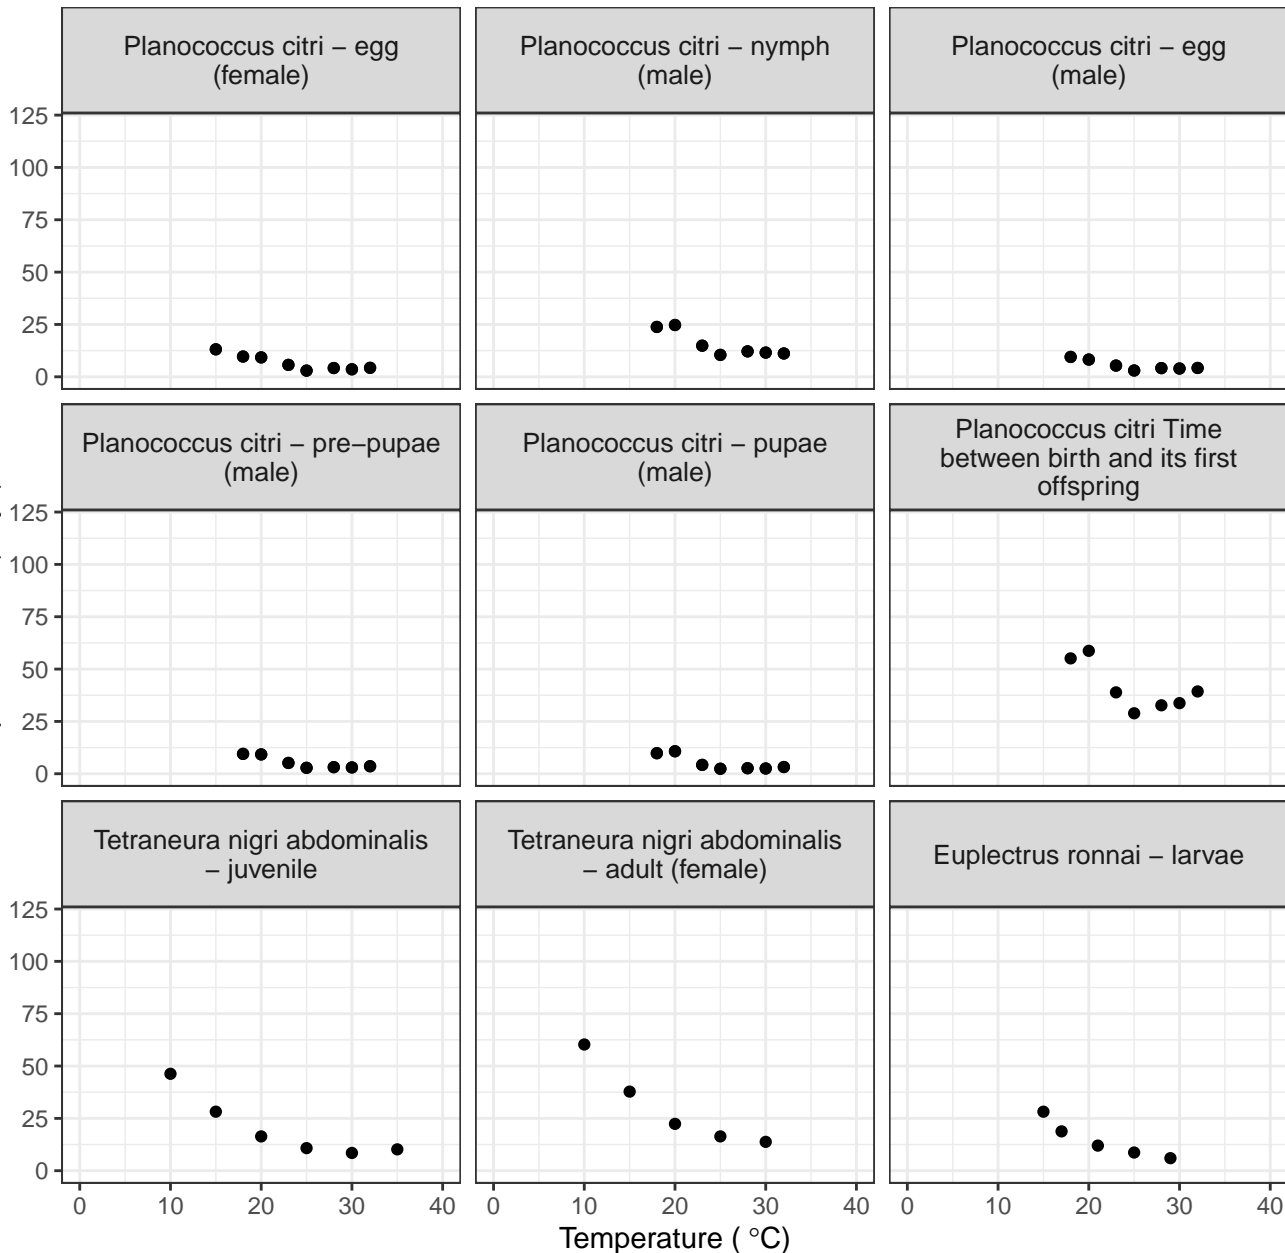 Planococcus citri – egg
(female)
Planococcus citri – nymph
(male)
Planococcus citri – egg
(male)
125
100
75
50
25
0
Planococcus citri – pre–pupae
(male)
Planococcus citri – pupae
(male)
Planococcus citri Time
between birth and its first
offspring
125
100
75
50
25
0
Tetraneura nigri abdominalis
– juvenile
Tetraneura nigri abdominalis
– adult (female)
Euplectrus ronnai – larvae
125
100
75
50
25
0
0 10 20 30 40
0 10 20 30 40
0 10 20 30 40
Temperature ( °C)